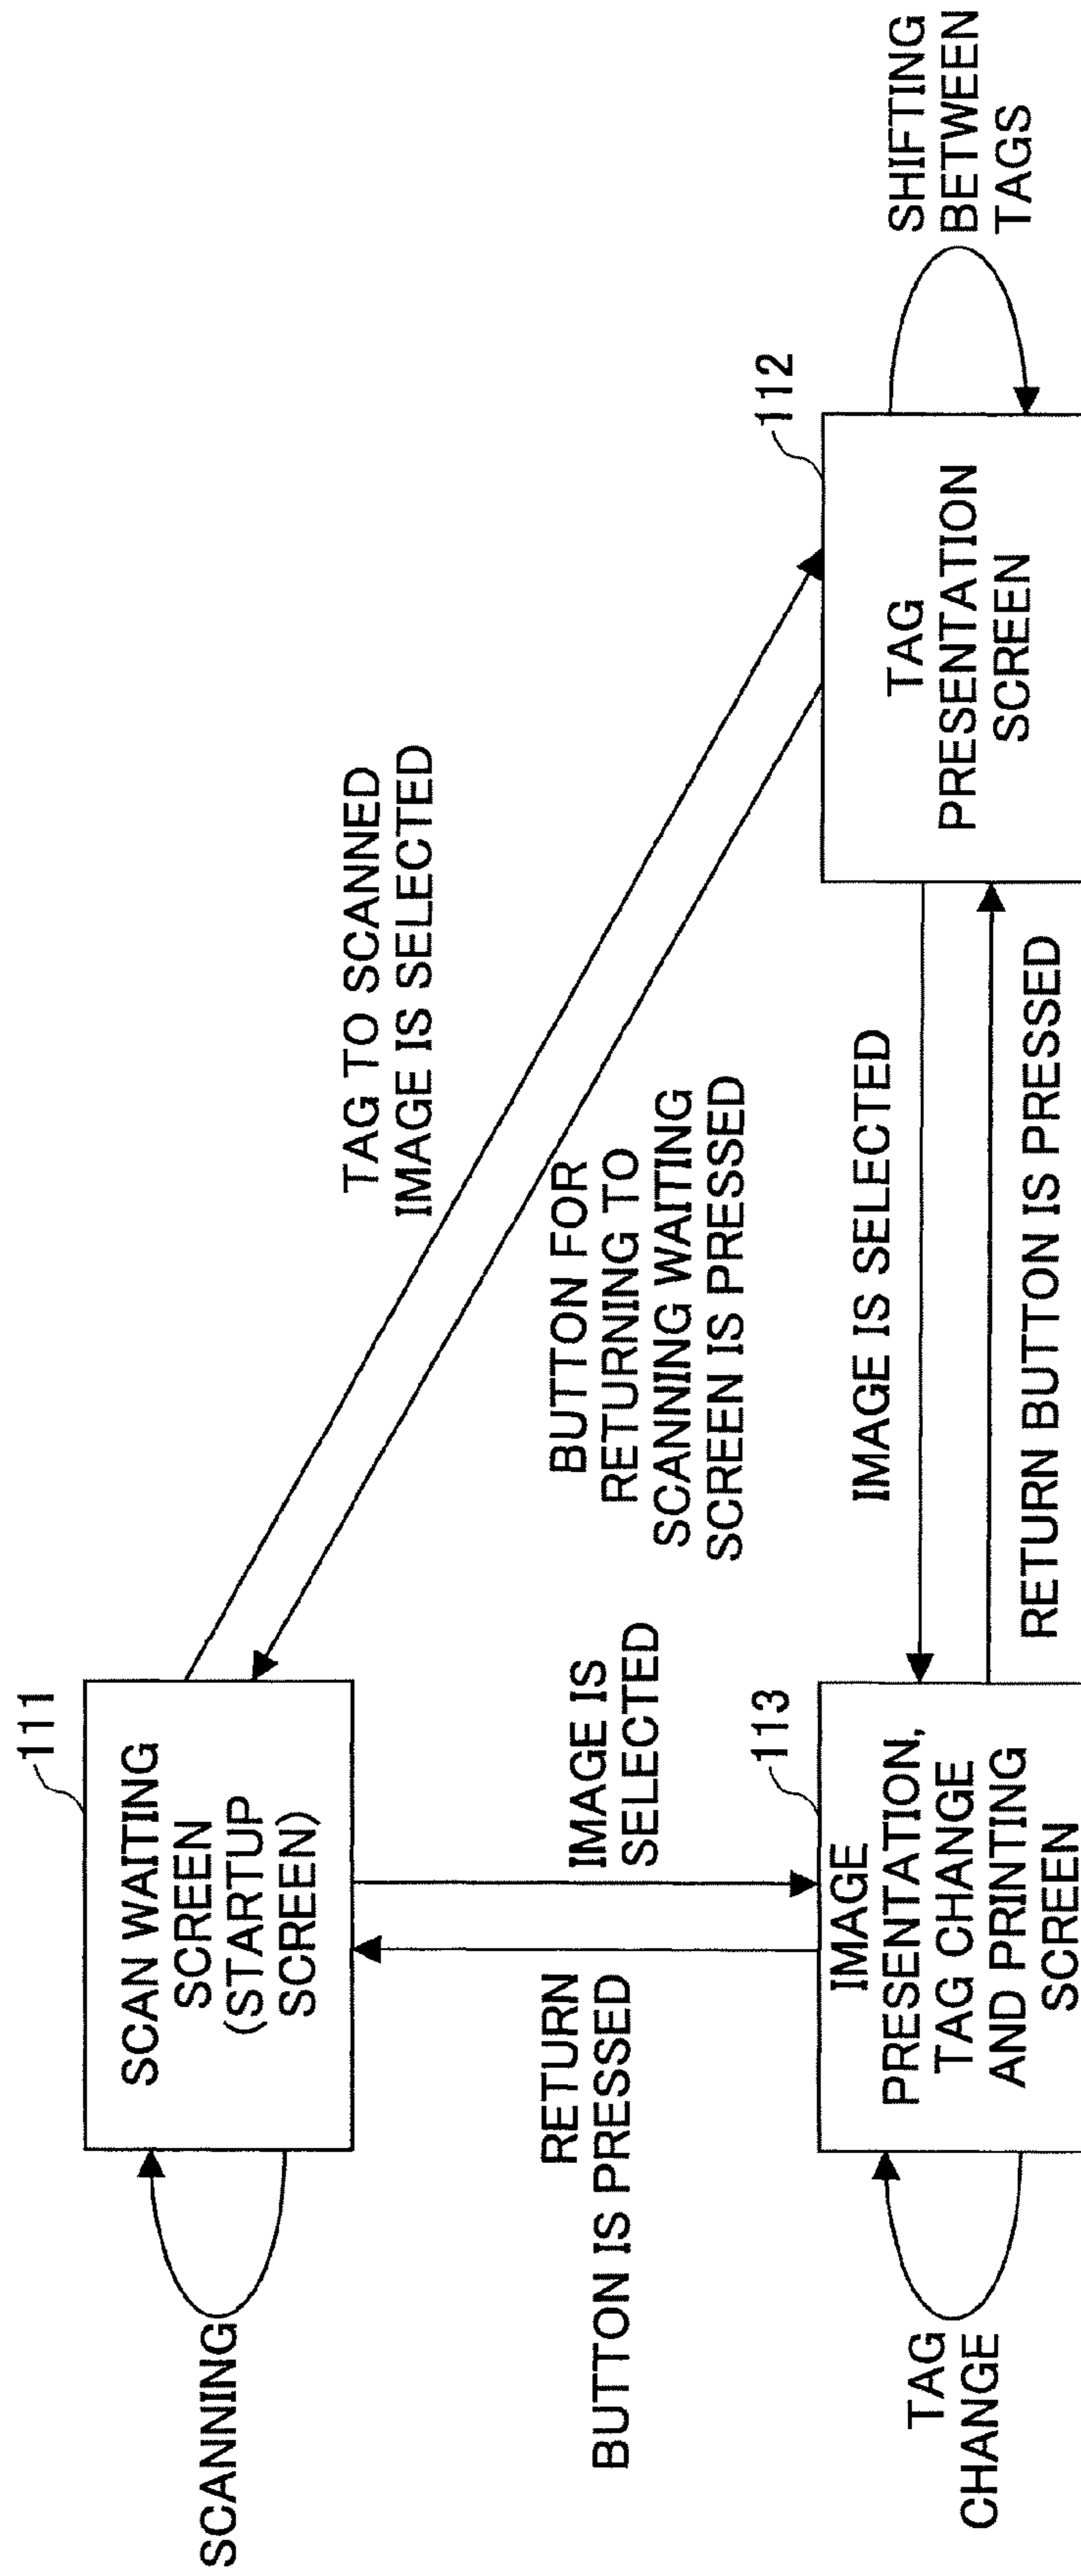 111
SCANNING
SCAN WAITING
SCREEN
(STARTUP
SCREEN)
TAG TO SCANNED
IMAGE IS SELECTED
BUTTON FOR
RETURNING TO
SCANNING WAITING
SCREEN IS PRESSED
RETURN
BUTTON IS PRESSED
IMAGE IS
SELECTED
113
TAG
CHANGE
IMAGE
PRESENTATION,
TAG CHANGE
AND PRINTING
SCREEN
IMAGE IS SELECTED
RETURN BUTTON IS PRESSED
112
TAG
PRESENTATION
SCREEN
SHIFTING
BETWEEN
TAGS